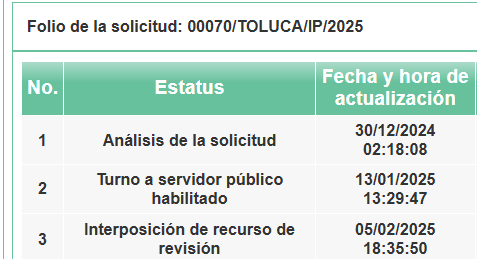 Folio de la solicitud: 00070/TOLUCA/IP/2025
No. Estatus Fecha y hora de
actualización
1 Análisis de la solicitud 30/12/2024
02:18:08
2 Turno a servidor público
habilitado 13/01/2025
13:29:47
3 Interposición de recurso de
revisión 05/02/2025
18:35:50